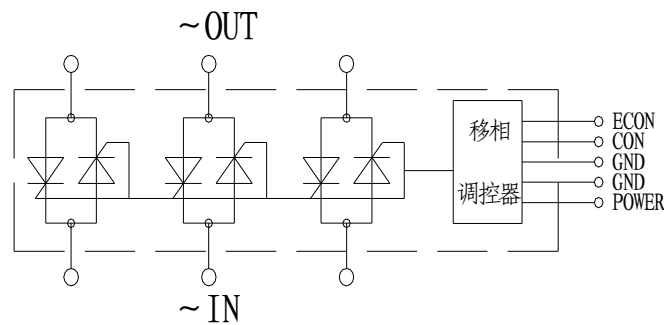 ~OUT
移相
调控器
ECON
CON
GND
GND
POWER
~IN